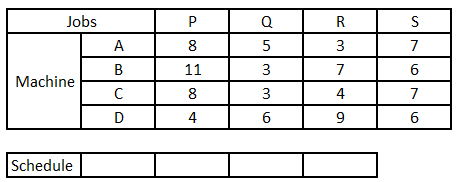 Jobs P Q R S
A 8 5 3 7
Machine B 11 3 7 6
C 8 3 4 7
D 4 6 9 6
Schedule